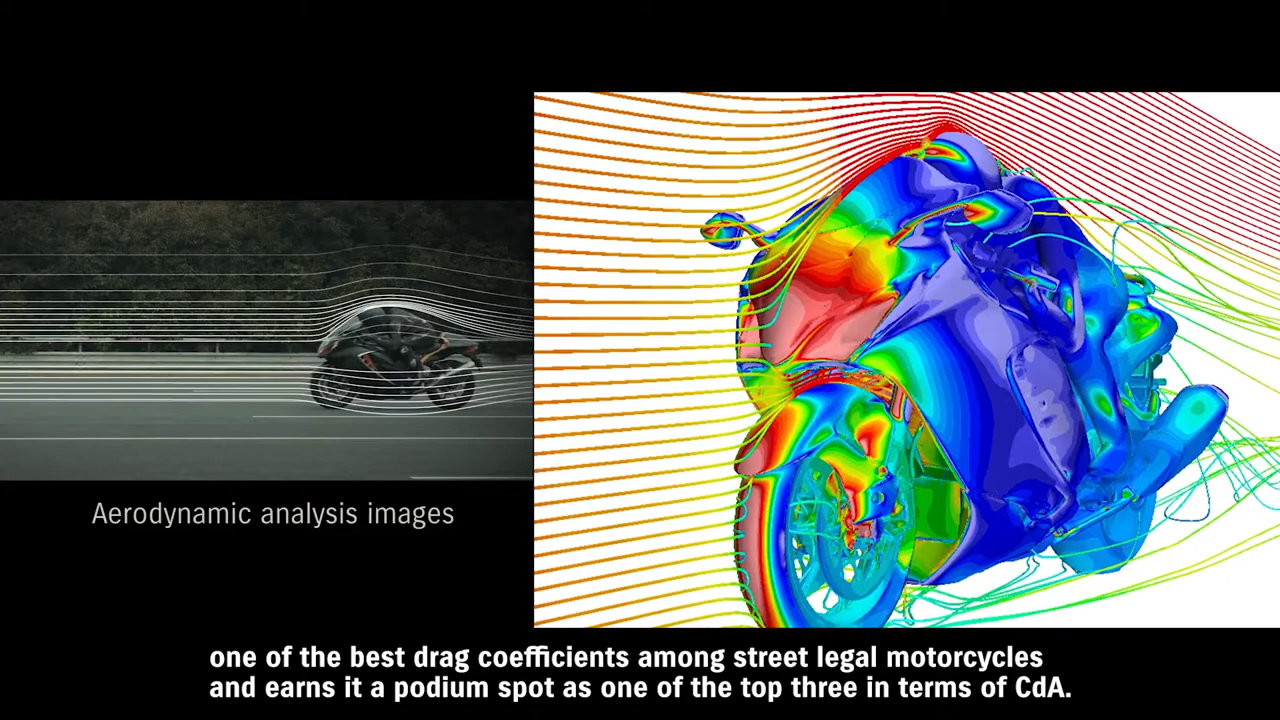 Aerodynamic analysis images
one of the best drag coefficients among street legal motorcycles
and earns it a podium spot as one of the top three in terms of CdA.